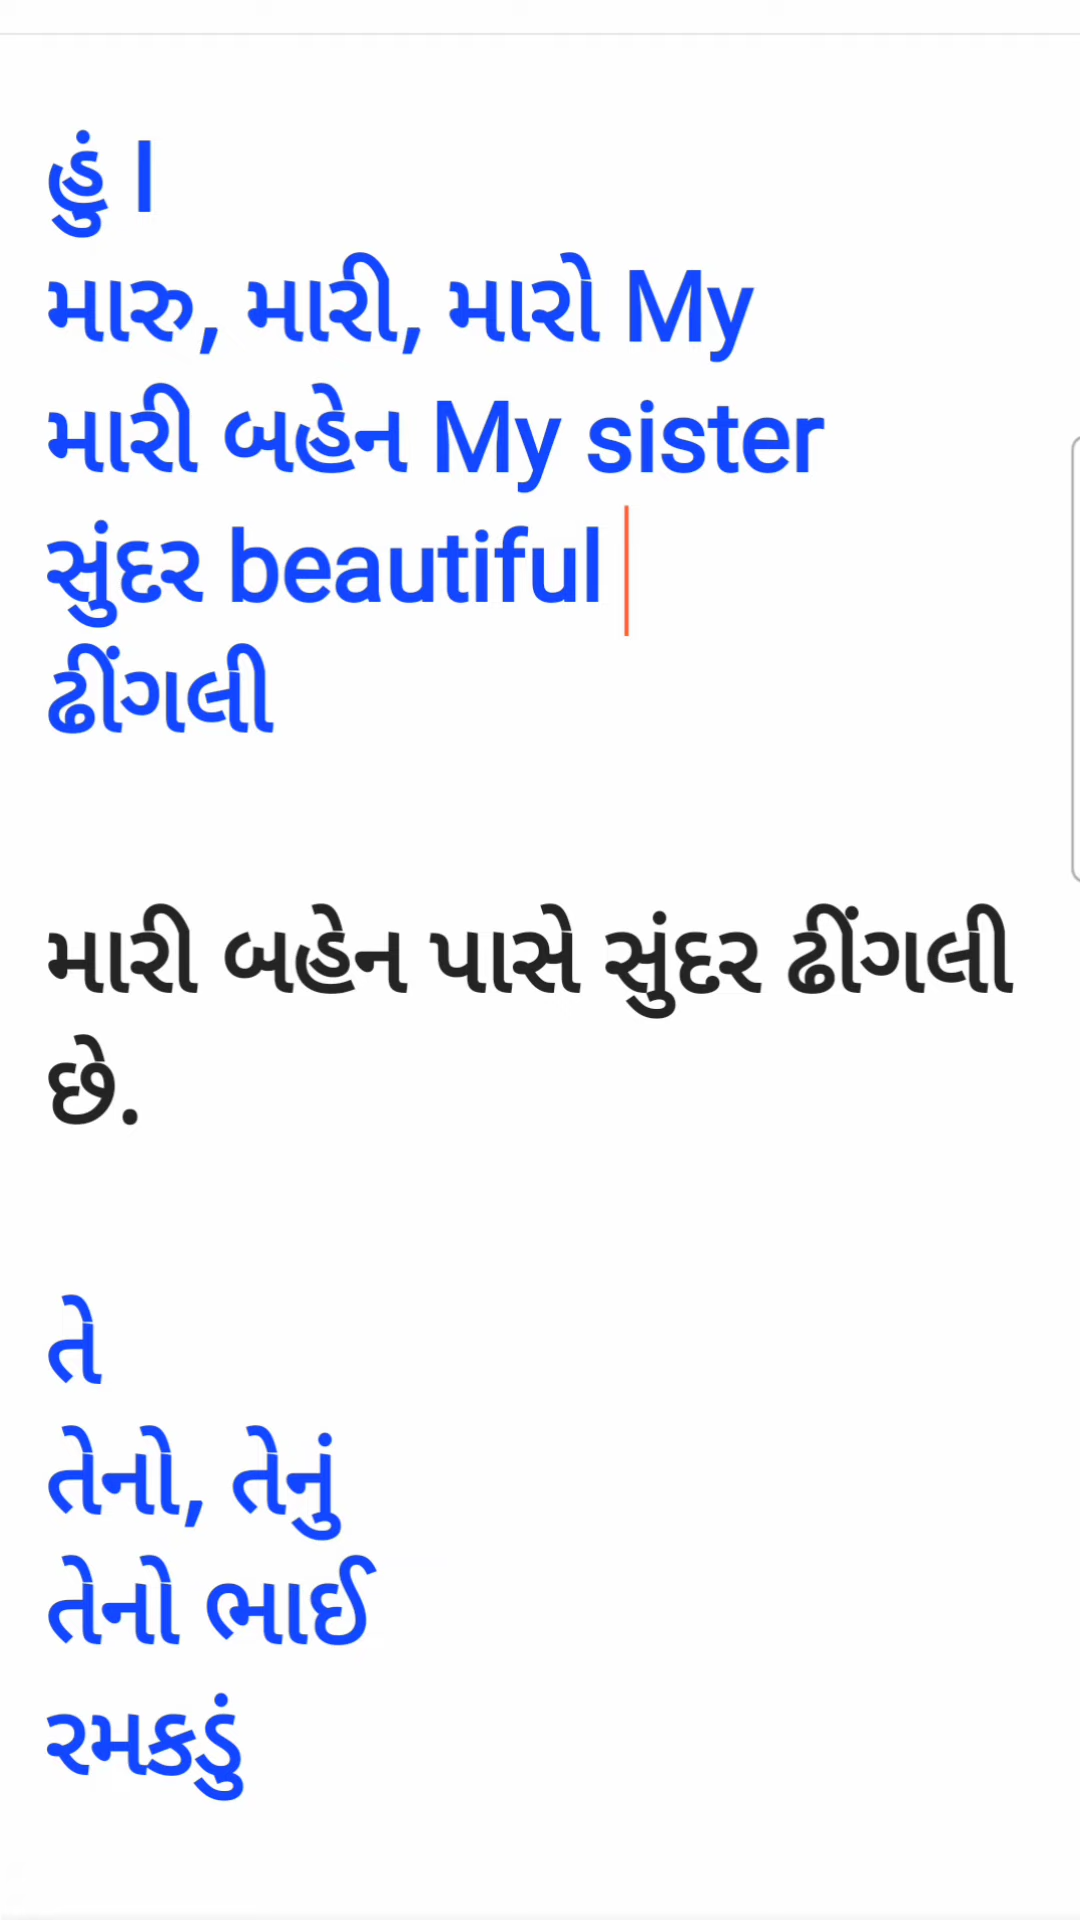 હું I
મારુ, મારી, મારો My
મારી બહેન My sister
સુંદર beautiful
ઢીંગલી
મારી બહેન પાસે સુંદર ઢીંગલી
છે.
તે
તેનો, તેનું
તેનો ભાઈ
રમકડું